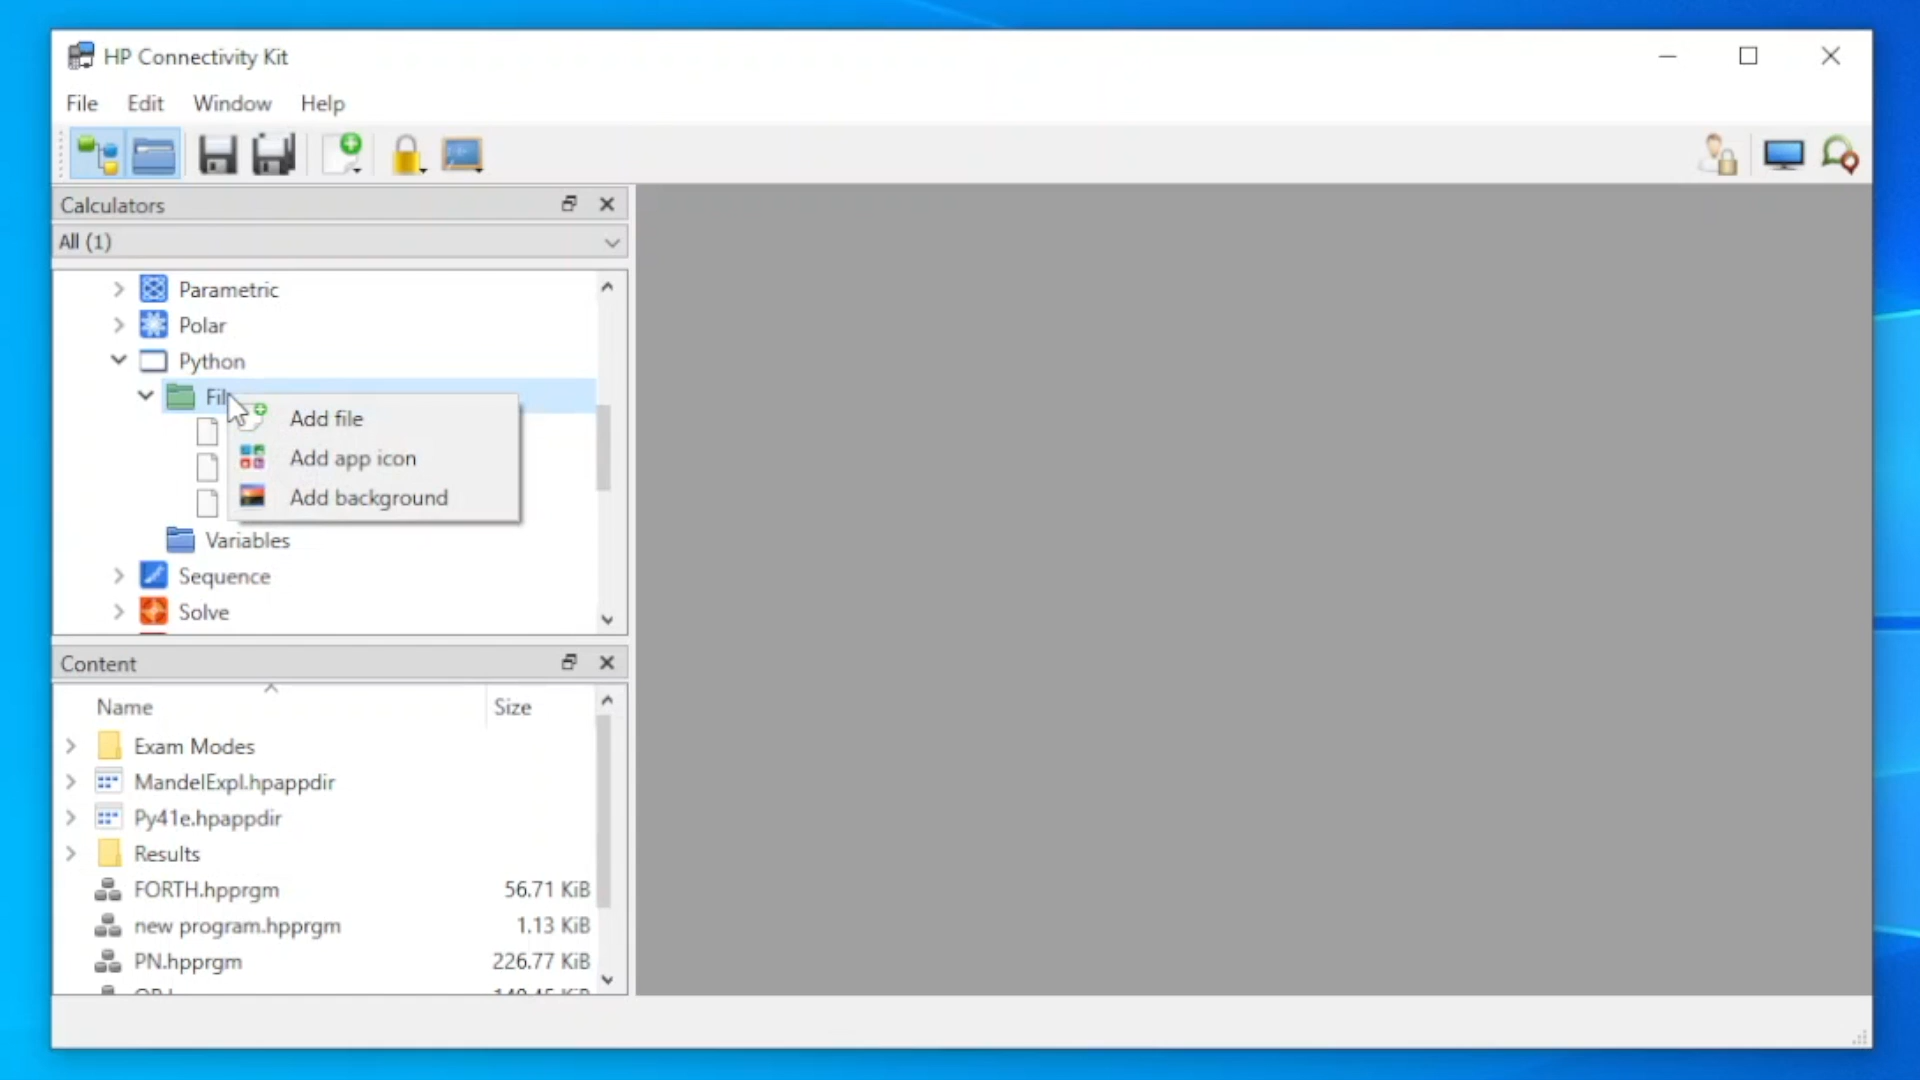 HP Connectivity Kit
File Edit Window Help
Calculators
All (1)
Parametric
Polar
Python
Add file
Add app icon
Add background
Variables
Sequence
Solve
Content
Name Size
Exam Modes
MandelExpl.hpappdir
Py41e.hpappdir
Results
FORTH.hpprgm 56.71 KiB
new program.hpprgm 1.13 KiB
PN.hpprgm 226.77 KiB